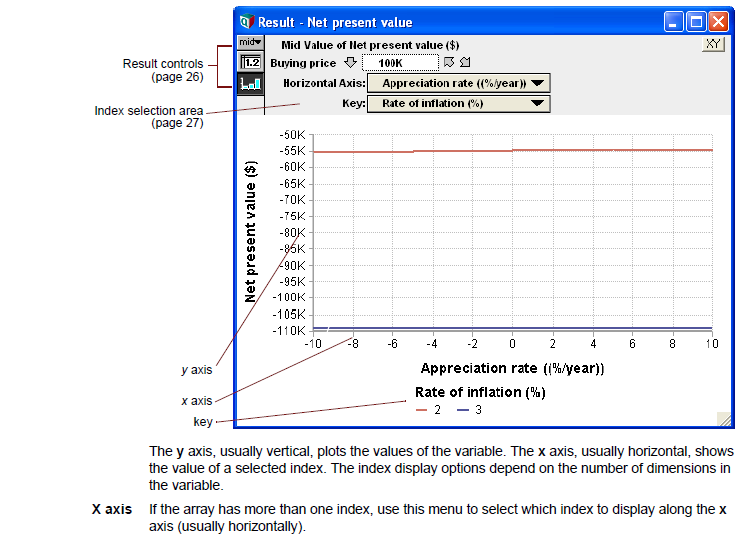 Result - Net present value
mid
Mid Value of Net present value ($)
XY
Result controls
(page 26)
1.2
Buying price
100K
Horizontal Axis:
Appreciation rate ((%/year))
Index selection area
(page 27)
Key:
Rate of inflation (%)
Net present value ($)
-50K
-55K
-60K
-65K
-70K
-75K
-80K
-85K
-90K
-95K
-100K
-105K
-110K
-10 -8 -6 -4 -2 0 2 4 6 8 10
y axis
Appreciation rate ((%/year))
x axis
Rate of inflation (%)
key
2 3
The y axis, usually vertical, plots the values of the variable. The x axis, usually horizontal, shows
the value of a selected index. The index display options depend on the number of dimensions in
the variable.
X axis If the array has more than one index, use this menu to select which index to display along the x
axis (usually horizontally).